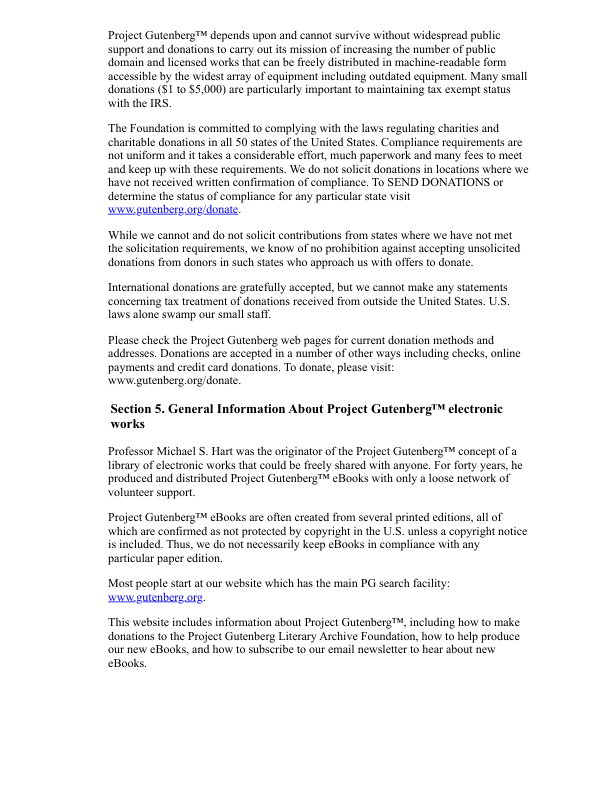 Project Gutenberg™ depends upon and cannot survive without widespread public
support and donations to carry out its mission of increasing the number of public
domain and licensed works that can be freely distributed in machine-readable form
accessible by the widest array of equipment including outdated equipment. Many small
donations ($1 to $5,000) are particularly important to maintaining tax exempt status
with the IRS.
The Foundation is committed to complying with the laws regulating charities and
charitable donations in all 50 states of the United States. Compliance requirements are
not uniform and it takes a considerable effort, much paperwork and many fees to meet
and keep up with these requirements. We do not solicit donations in locations where we
have not received written confirmation of compliance. To SEND DONATIONS or
determine the status of compliance for any particular state visit
www.gutenberg.org/donate.
While we cannot and do not solicit contributions from states where we have not met
the solicitation requirements, we know of no prohibition against accepting unsolicited
donations from donors in such states who approach us with offers to donate.
International donations are gratefully accepted, but we cannot make any statements
concerning tax treatment of donations received from outside the United States. U.S.
laws alone swamp our small staff.
Please check the Project Gutenberg web pages for current donation methods and
addresses. Donations are accepted in a number of other ways including checks, online
payments and credit card donations. To donate, please visit:
www.gutenberg.org/donate.
Section 5. General Information About Project Gutenberg™ electronic
works
Professor Michael S. Hart was the originator of the Project Gutenberg™ concept of a
library of electronic works that could be freely shared with anyone. For forty years, he
produced and distributed Project Gutenberg™ eBooks with only a loose network of
volunteer support.
Project Gutenberg™ eBooks are often created from several printed editions, all of
which are confirmed as not protected by copyright in the U.S. unless a copyright notice
is included. Thus, we do not necessarily keep eBooks in compliance with any
particular paper edition.
Most people start at our website which has the main PG search facility:
www.gutenberg.org.
This website includes information about Project Gutenberg™, including how to make
donations to the Project Gutenberg Literary Archive Foundation, how to help produce
our new eBooks, and how to subscribe to our email newsletter to hear about new
eBooks.